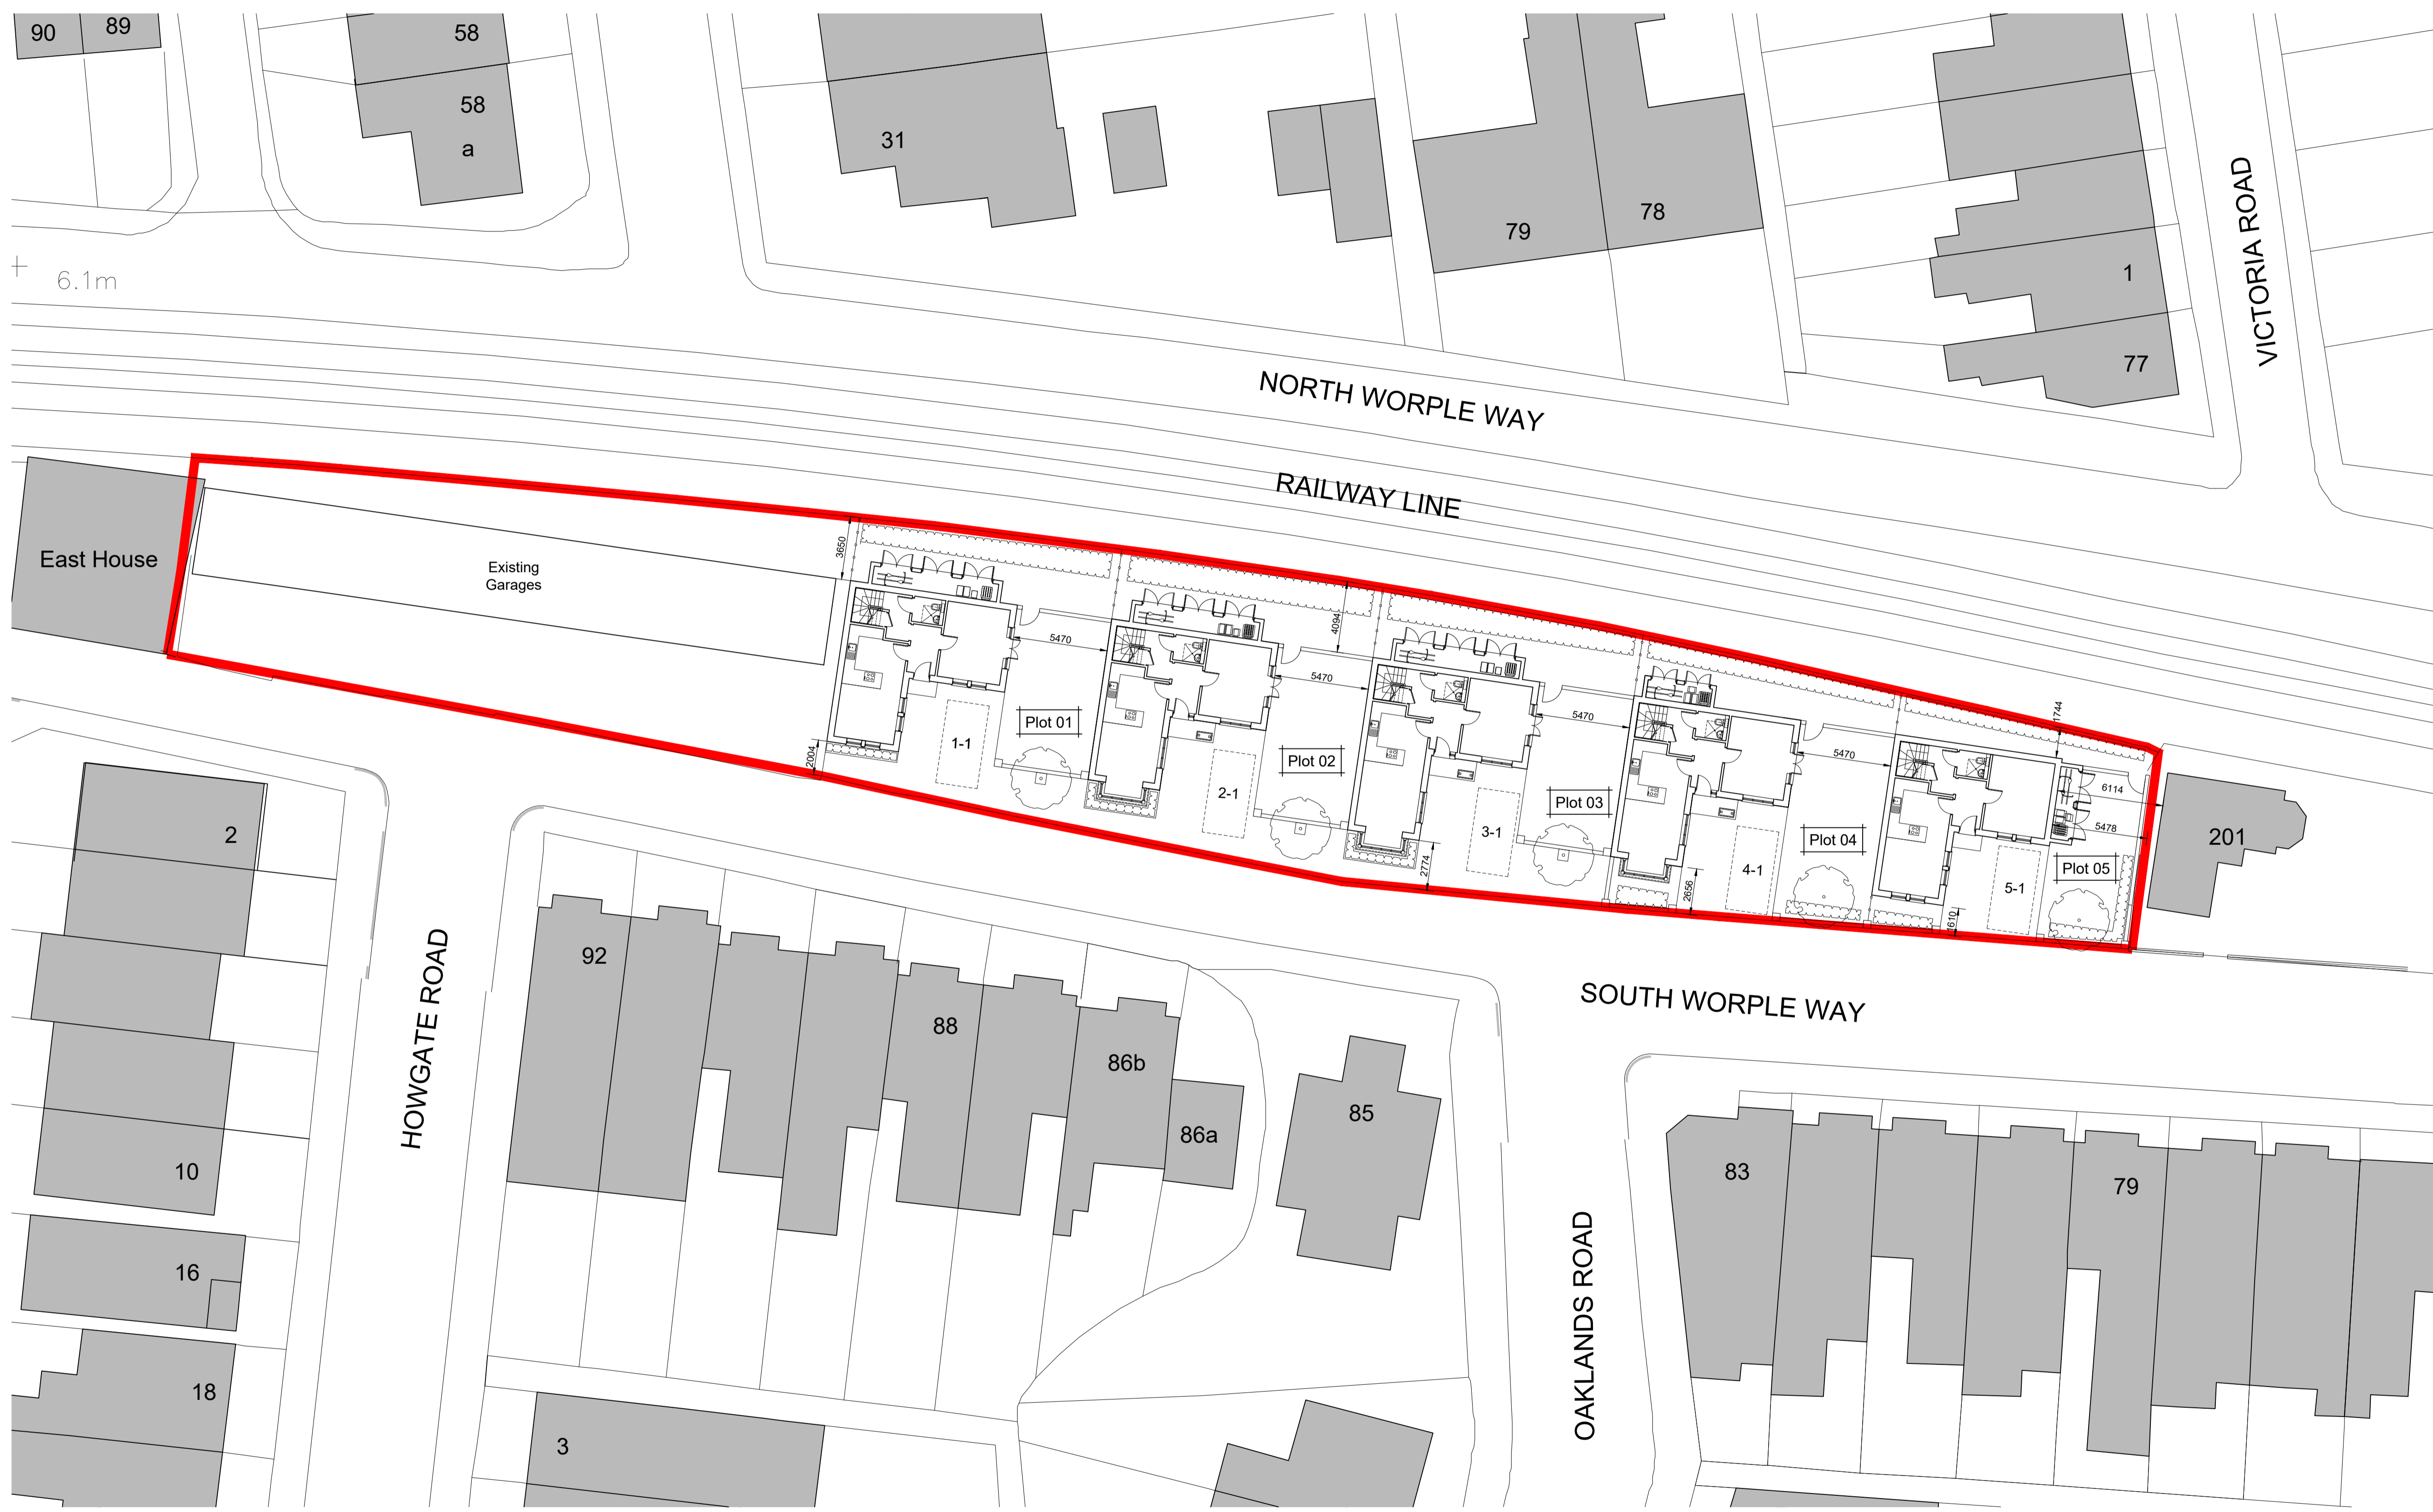 90
89
58
58
a
31
79
78
1
77
VICTORIA ROAD
6.1m
NORTH WORPLE WAY
RAILWAY LINE
East House
Existing
Garages
3650
5470
4094
5470
5470
5470
1744
6114
5478
Plot 01
1-1
2004
Plot 02
2-1
Plot 03
3-1
2774
Plot 04
4-1
2656
Plot 05
5-1
1610
201
SOUTH WORPLE WAY
HOWGATE ROAD
OAKLANDS ROAD
2
10
16
18
92
88
86b
86a
85
83
79
3